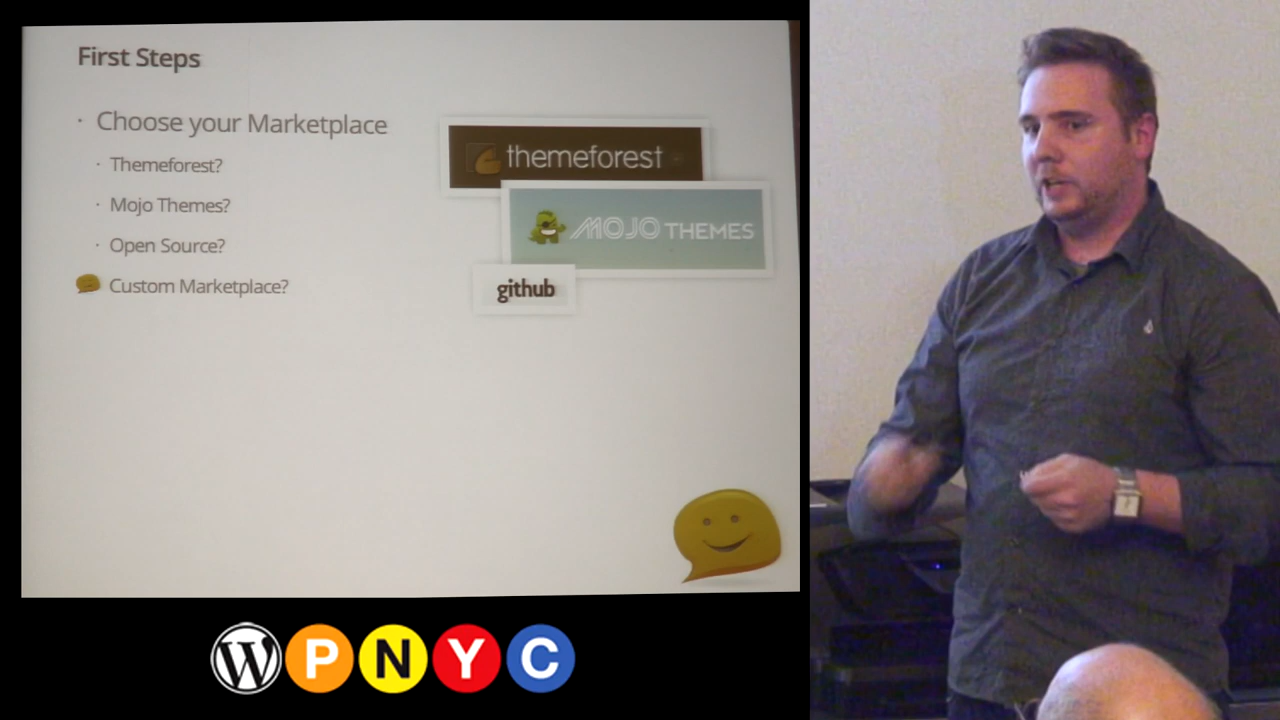 First Steps
· Choose your Marketplace
· Themeforest?
· Mojo Themes?
· Open Source?
Custom Marketplace?
themeforest
MOJO THEMES
github
W P N Y C